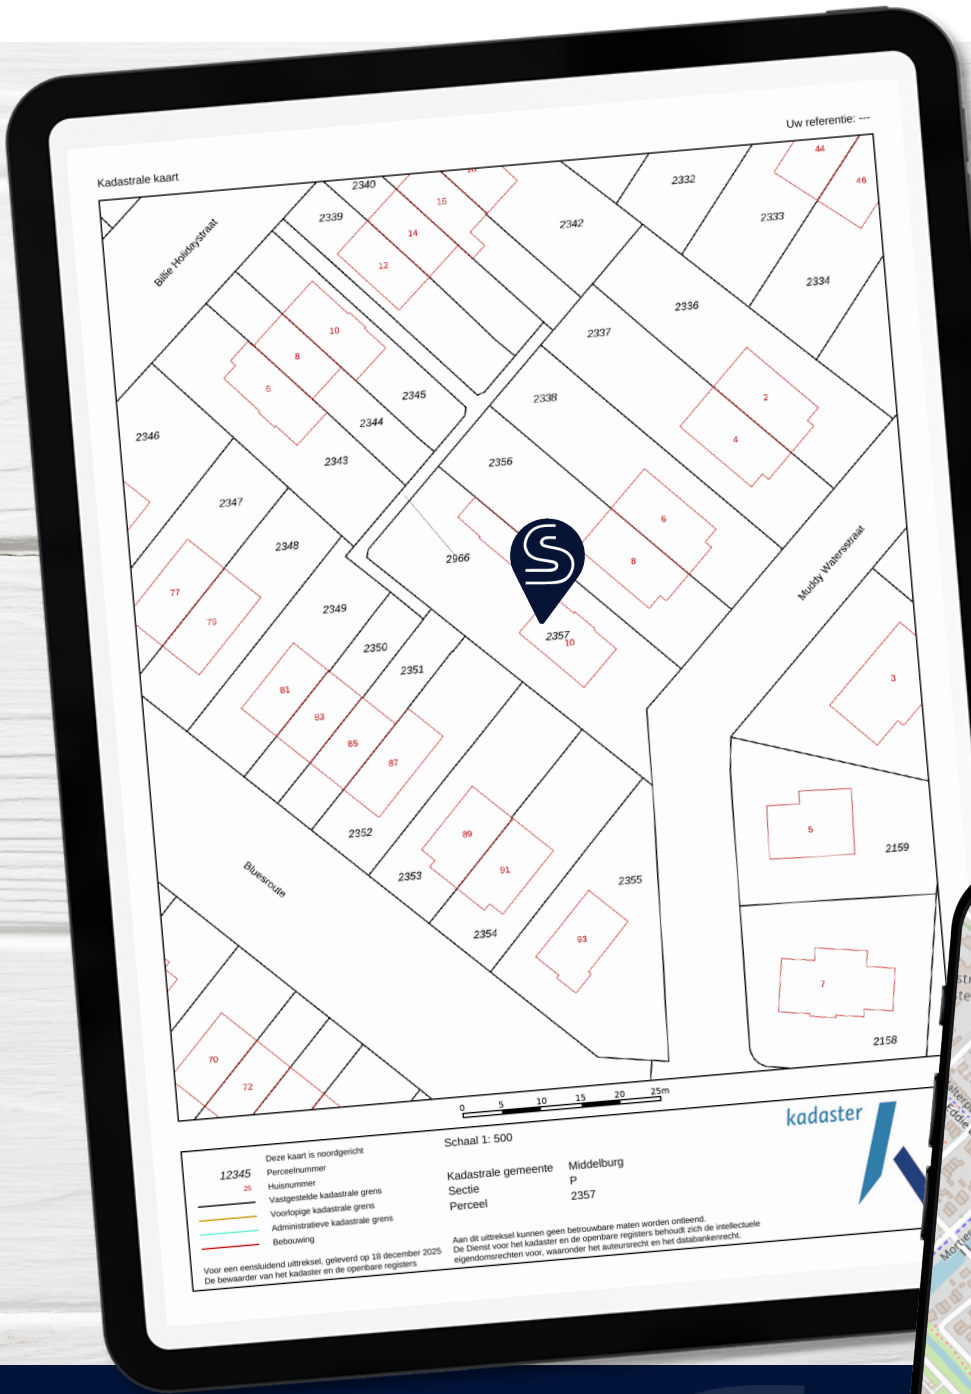 Uw referentie: ---
Kadastrale kaart
Billie Holidaystraat
2340
2339
16
14
12
2342
2332
44
46
2333
2334
2336
2337
2338
10
8
6
2345
2344
2343
2346
2347
2348
2
4
2356
6
8
2966
2357
10
Muddy Watersstraat
77
79
2349
2350
2351
81
83
85
87
3
5
2159
2352
2353
89
91
2354
2355
93
7
2158
Bluesroute
70
72
0 5 10 15 20 25m
Schaal 1: 500
Deze kaart is noordgericht
12345 Perceelnummer
25 Huisnummer
Vastgestelde kadastrale grens
Voorlopige kadastrale grens
Administratieve kadastrale grens
Bebouwing
Voor een eensluidend uittreksel, geleverd op 18 december 2025
De bewaarder van het kadaster en de openbare registers
Kadastrale gemeente Middelburg
Sectie P
Perceel 2357
Aan dit uittreksel kunnen geen betrouwbare maten worden ontleend.
De Dienst voor het kadaster en de openbare registers behoudt zich de intellectuele
eigendomsrechten voor, waaronder het auteursrecht en het databankenrecht.
kadaster